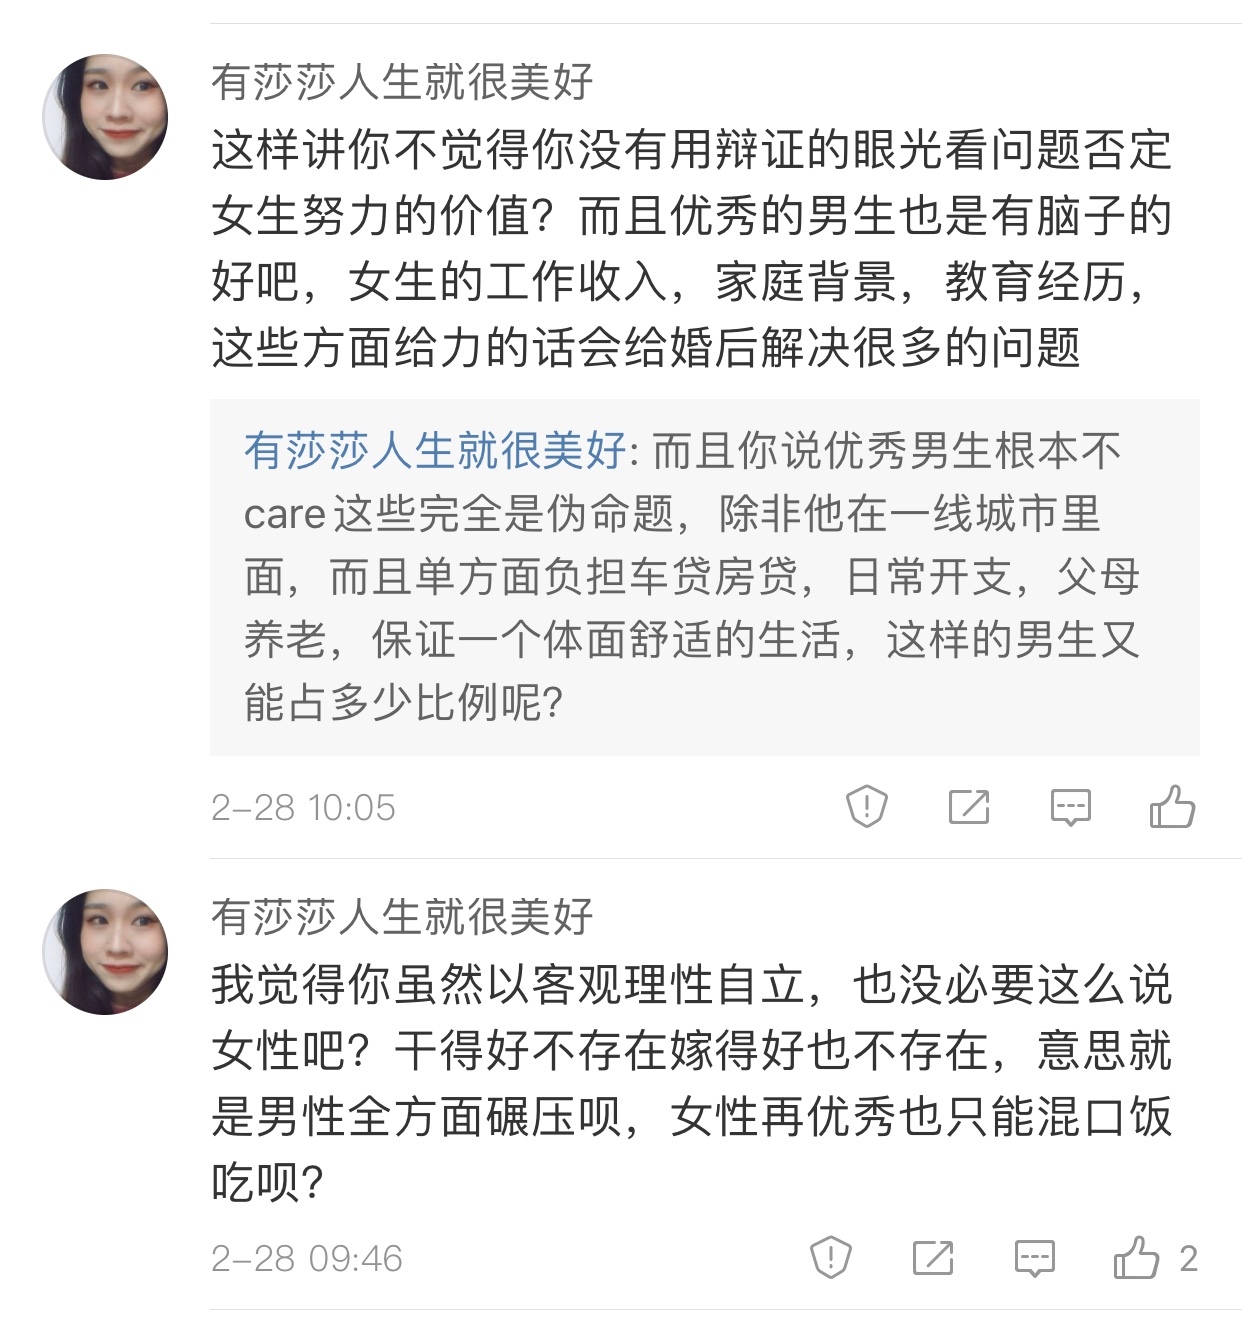 有莎莎人生就很美好
这样讲你不觉得你没有用辩证的眼光看问题否定
女生努力的价值？而且优秀的男生也是有脑子的
好吧，女生的工作收入，家庭背景，教育经历，
这些方面给力的话会给婚后解决很多的问题
有莎莎人生就很美好: 而且你说优秀男生根本不
care这些完全是伪命题，除非他在一线城市里
面，而且单方面负担车贷房贷，日常开支，父母
养老，保证一个体面舒适的生活，这样的男生又
能占多少比例呢？
2-28 10:05
有莎莎人生就很美好
我觉得你虽然以客观理性自立，也没必要这么说
女性吧？干得好不存在嫁得好也不存在，意思就
是男性全方面碾压呗，女性再优秀也只能混口饭
吃呗？
2-28 09:46 2